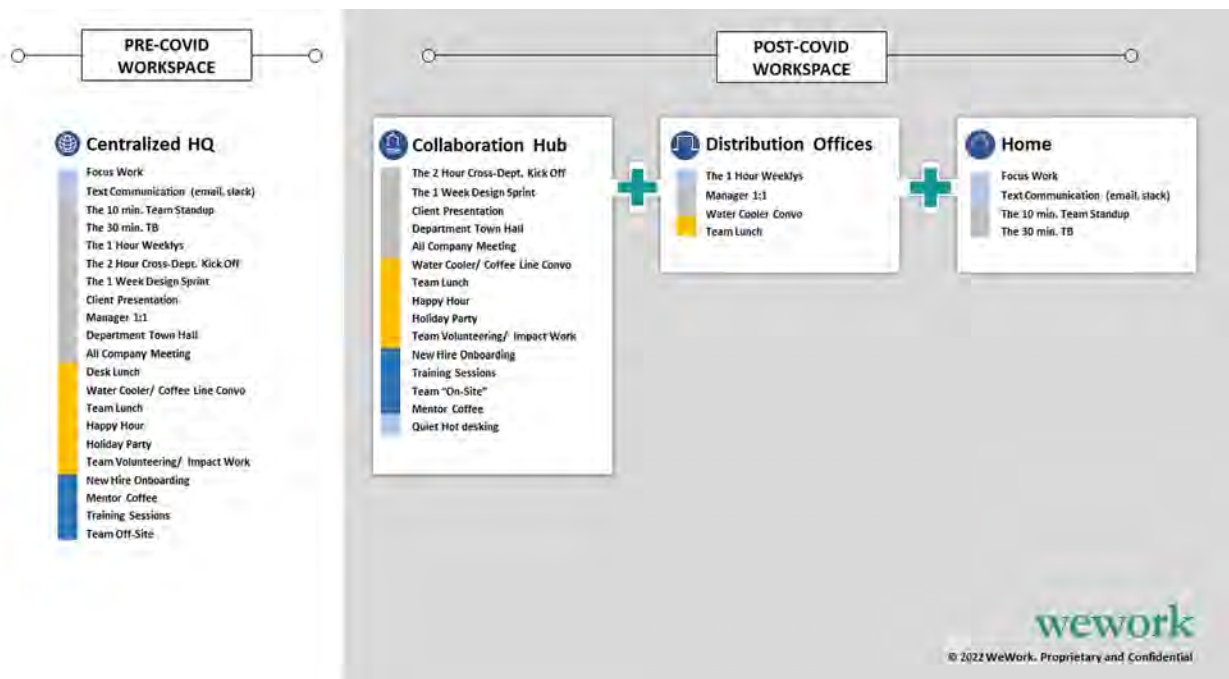 PRE-COVID
WORKSPACE
POST-COVID
WORKSPACE
Centralized HQ
Focus Work
Text Communication (email, slack)
The 10 min. Team Standup
The 30 min. TB
The 1 Hour Weeklys
The 2 Hour Cross-Dept. Kick Off
The 1 Week Design Sprint
Client Presentation
Manager 1:1
Department Town Hall
All Company Meeting
Desk Lunch
Water Cooler/ Coffee Line Convo
Team Lunch
Happy Hour
Holiday Party
Team Volunteering/ Impact Work
New Hire Onboarding
Mentor Coffee
Training Sessions
Team Off-Site
Collaboration Hub
The 2 Hour Cross-Dept. Kick Off
The 1 Week Design Sprint
Client Presentation
Department Town Hall
All Company Meeting
Water Cooler/ Coffee Line Convo
Team Lunch
Happy Hour
Holiday Party
Team Volunteering/ Impact Work
New Hire Onboarding
Training Sessions
Team "On-Site"
Mentor Coffee
Quiet Hot desking
Distribution Offices
The 1 Hour Weeklys
Manager 1:1
Water Cooler Convo
Team Lunch
Home
Focus Work
Text Communication (email, slack)
The 10 min. Team Standup
The 30 min. TB
wework
© 2022 WeWork. Proprietary and Confidential